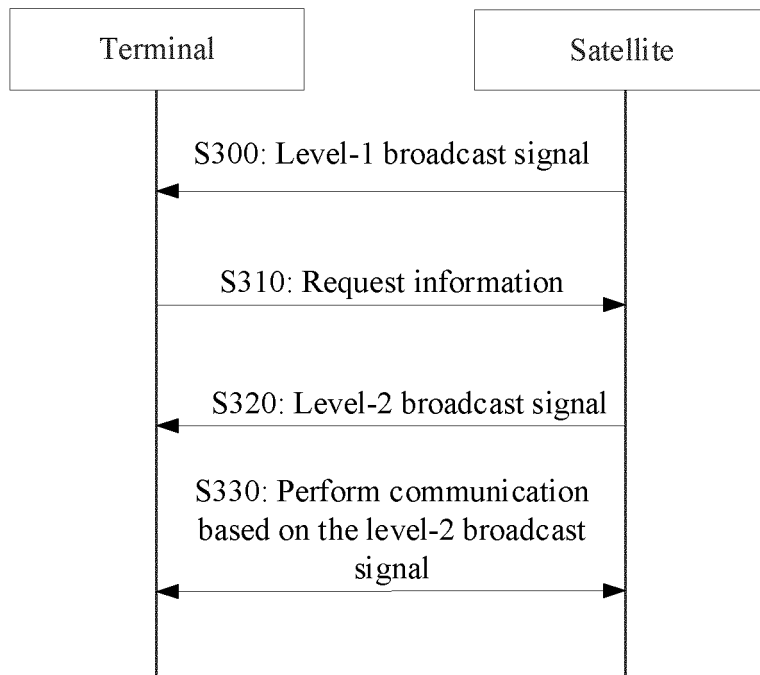 Terminal
Satellite
S300: Level-1 broadcast signal
S310: Request information
S320: Level-2 broadcast signal
S330: Perform communication
based on the level-2 broadcast
signal